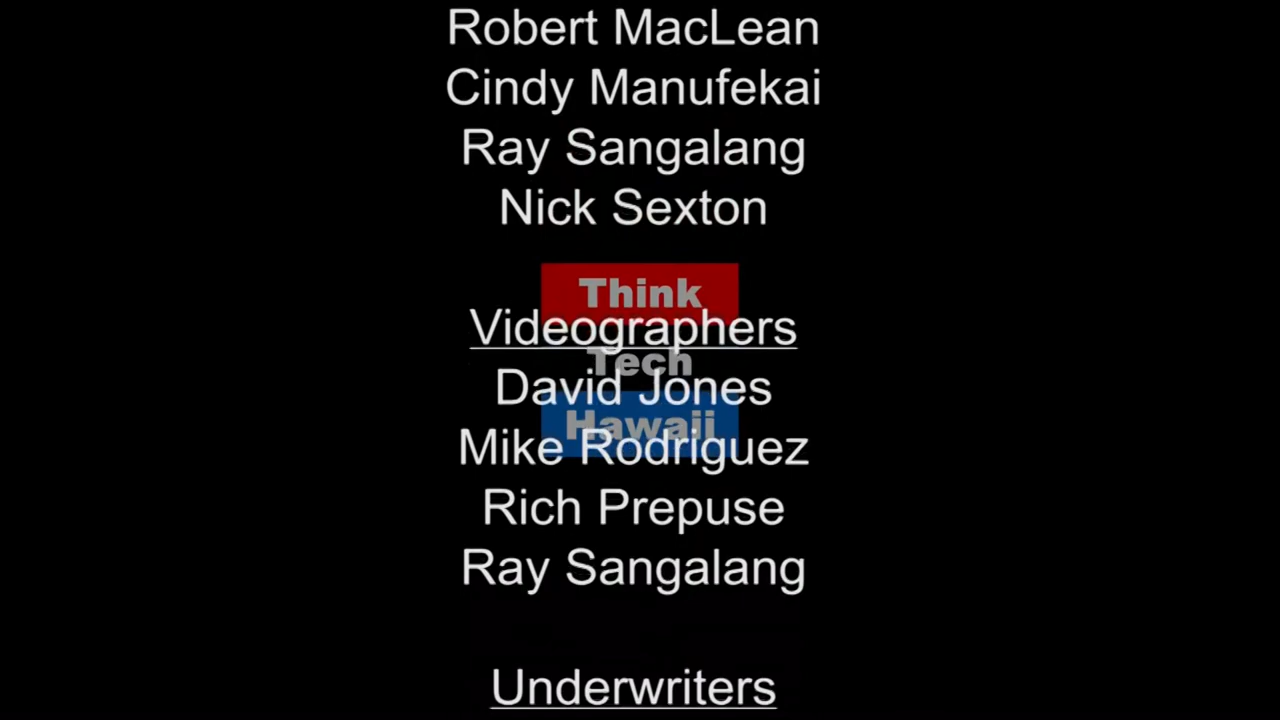 Robert MacLean
Cindy Manufekai
Ray Sangalang
Nick Sexton
Think
Videographers
Tech
David Jones
Hawaii
Mike Rodriguez
Rich Prepuse
Ray Sangalang
Underwriters